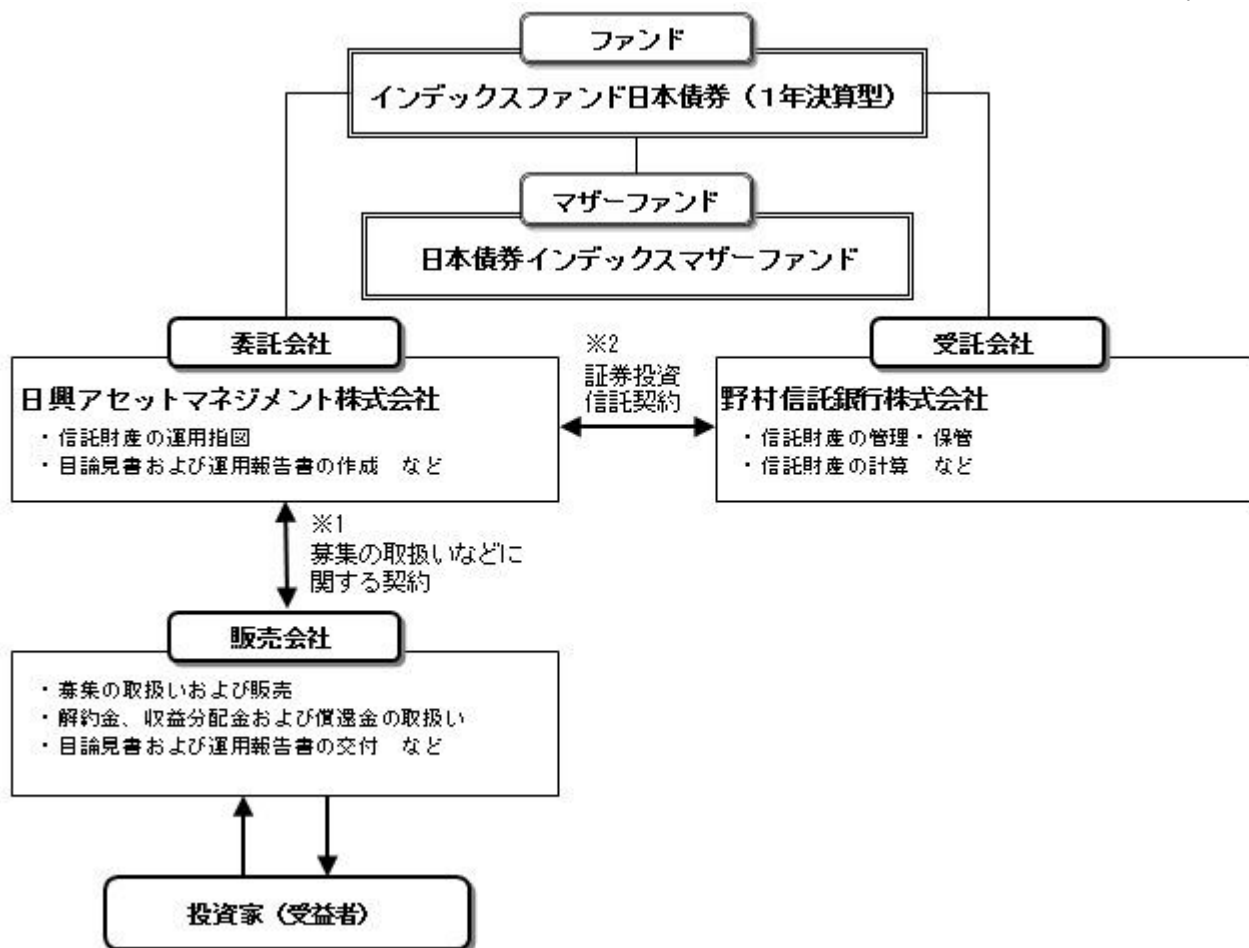 ファンド
インデックスファンド日本債券（1年決算型）
マザーファンド
日本債券インデックスマザーファンド
委託会社
日興アセットマネジメント株式会社
・信託財産の運用指図
・目論見書および運用報告書の作成　など
※2
証券投資
信託契約
受託会社
野村信託銀行株式会社
・信託財産の管理・保管
・信託財産の計算　など
※1
募集の取扱いなどに
関する契約
販売会社
・募集の取扱いおよび販売
・解約金、収益分配金および償還金の取扱い
・目論見書および運用報告書の交付　など
投資家（受益者）